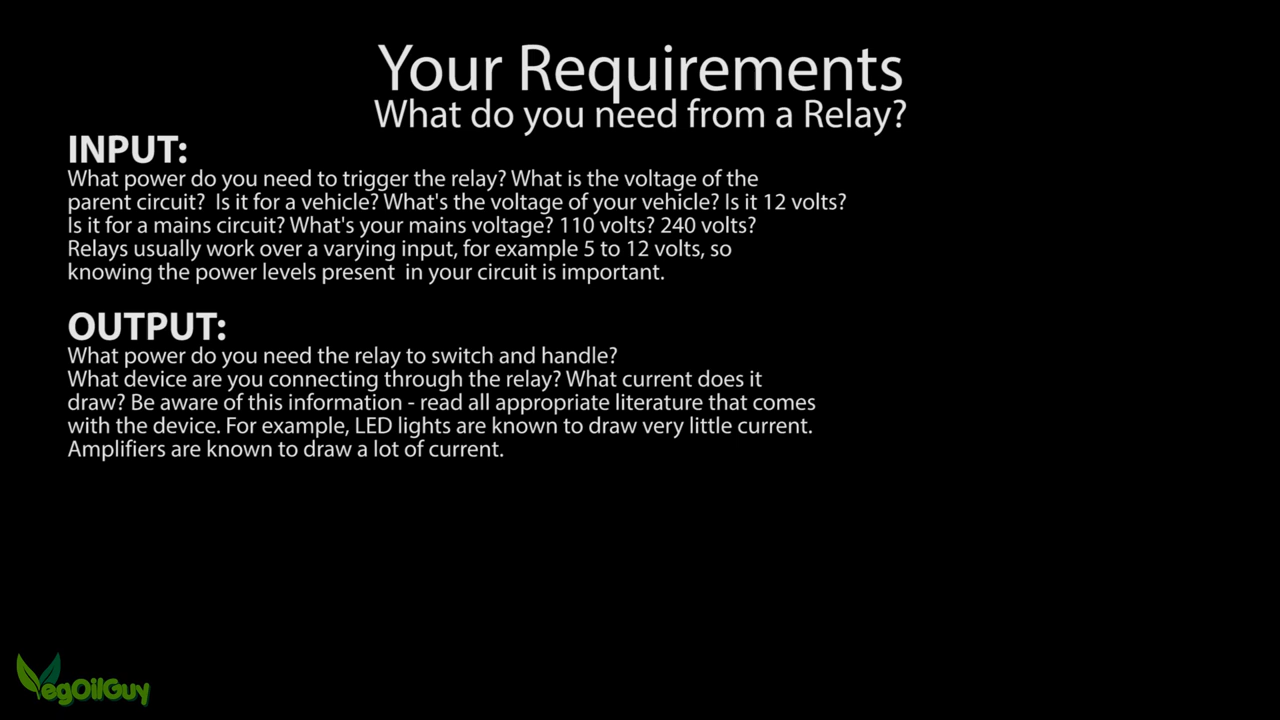 Your Requirements
What do you need from a Relay?
INPUT:
What power do you need to trigger the relay? What is the voltage of the
parent circuit?  Is it for a vehicle? What's the voltage of your vehicle? Is it 12 volts?
Is it for a mains circuit? What's your mains voltage? 110 volts? 240 volts?
Relays usually work over a varying input, for example 5 to 12 volts, so
knowing the power levels present  in your circuit is important.
OUTPUT:
What power do you need the relay to switch and handle?
What device are you connecting through the relay? What current does it
draw? Be aware of this information - read all appropriate literature that comes
with the device. For example, LED lights are known to draw very little current.
Amplifiers are known to draw a lot of current.
VegOilGuy